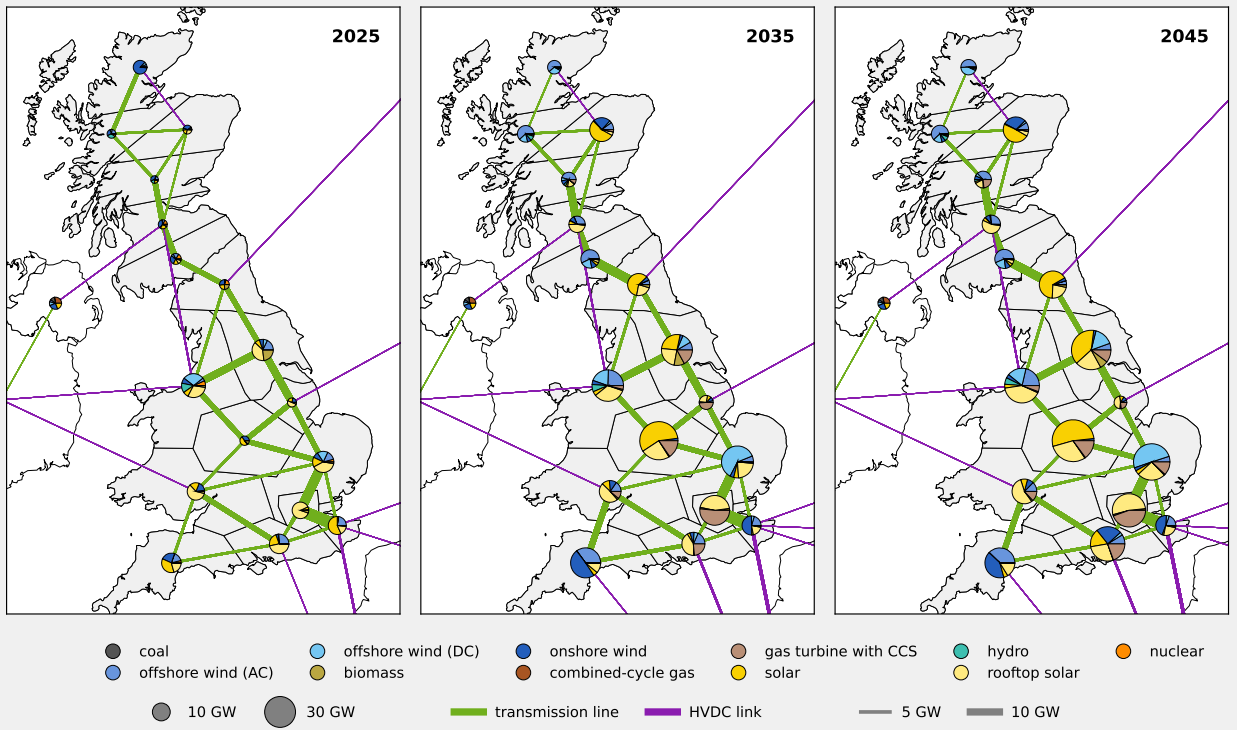 2025 2035 2045
coal offshore wind (DC) onshore wind gas turbine with CCS hydro nuclear
offshore wind (AC) biomass combined-cycle gas solar rooftop solar
10 GW 30 GW transmission line HVDC link 5 GW 10 GW